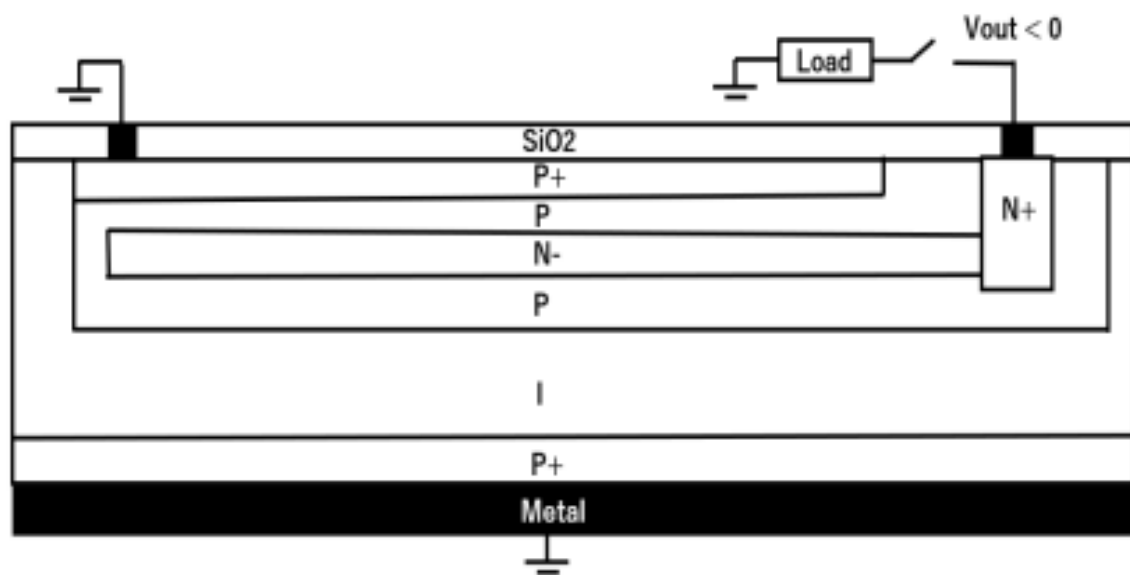 Vout < 0
Load
SiO2
P+
P
N+
N-
P
I
P+
Metal